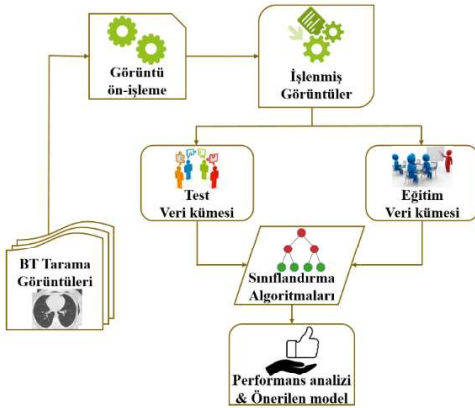 Görüntü
ön-işleme
İşlenmiş
Görüntüler
Test
Veri kümesi
Eğitim
Veri kümesi
BT Tarama
Görüntüleri
Sınıflandırma
Algoritmaları
Performans analizi
& Önerilen model